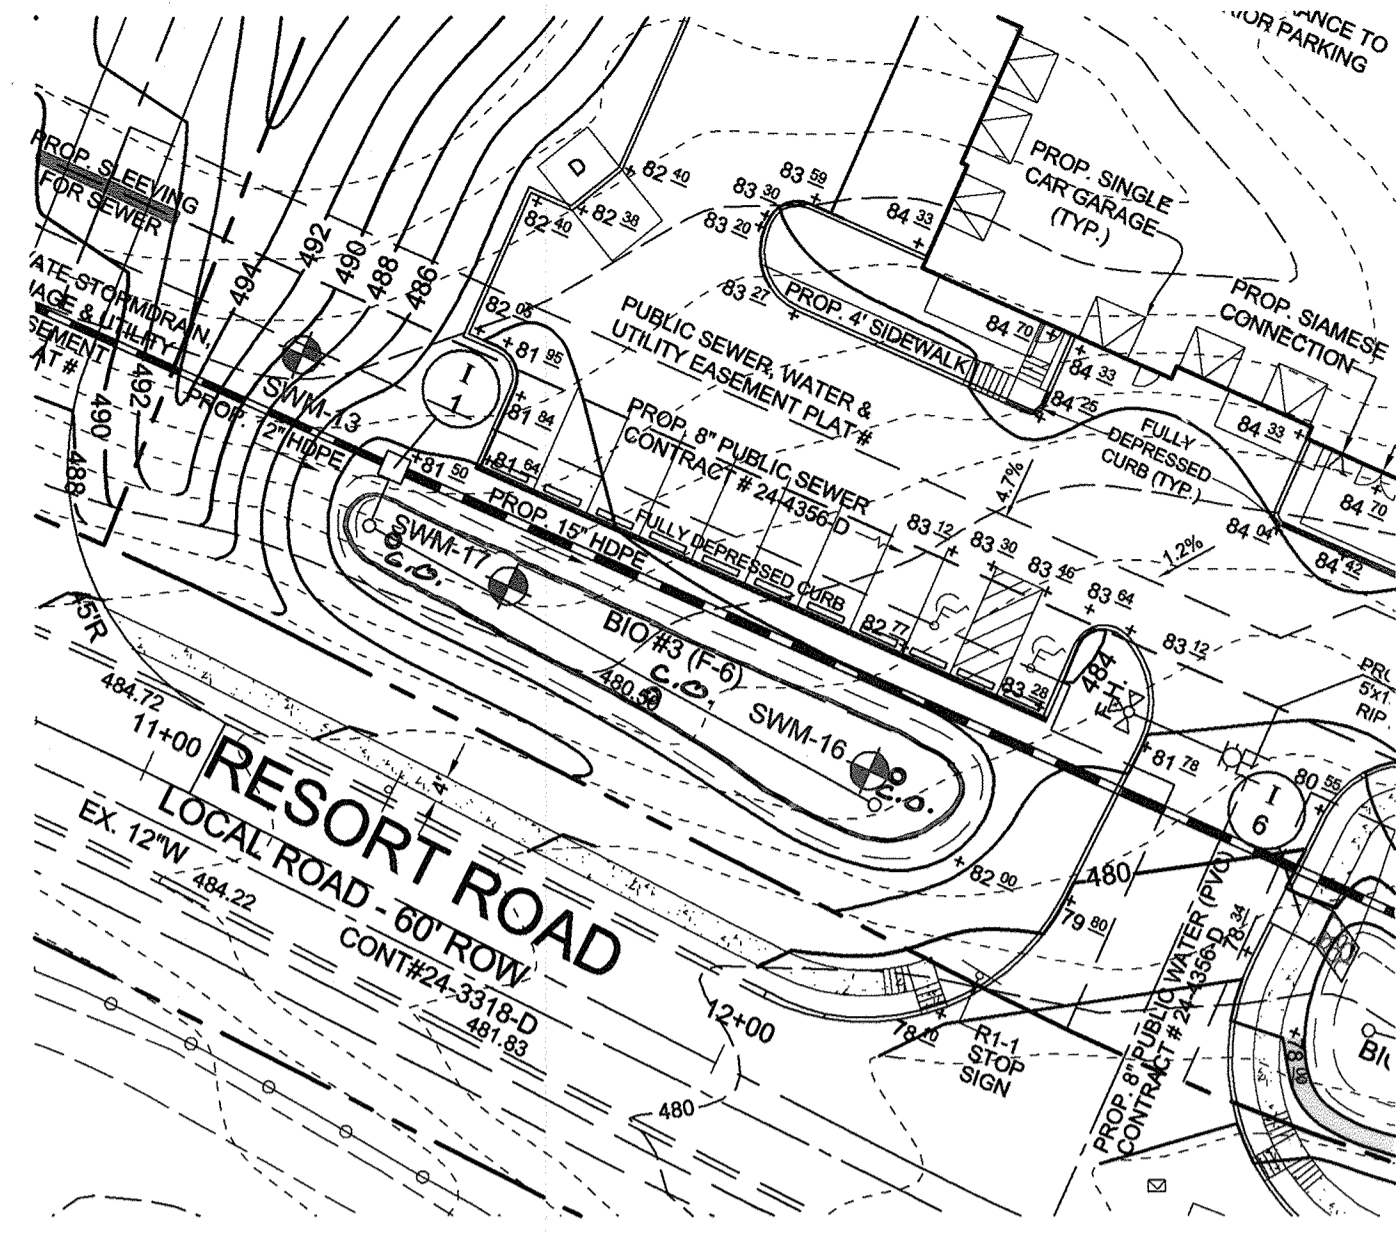 ANCE TO
IOR PARKING
PROP. SLEEVING
FOR SEWER
ATE STORMDRAIN,
AGE & UTILITY
SEMENT
AT #
494
492
490
488
486
490
492
488
SWM-13
PROP. 12" HDPE
I
1
D
82 40
82 38
82 40
82 05
81 95
81 84
81 64
81 50
83 59
83 30
83 20
83 27
84 33
PROP. 4' SIDEWALK
PROP. SINGLE
CAR GARAGE
(TYP.)
PROP. SIAMESE
CONNECTION
84 70
84 33
84 25
84 33
84 70
84 04
84 42
FULLY
DEPRESSED
CURB (TYP.)
PUBLIC SEWER, WATER &
UTILITY EASEMENT PLAT #
PROP. 8" PUBLIC SEWER
CONTRACT # 24-4356-D
4.7%
1.2%
PROP. 15" HDPE
FULLY DEPRESSED CURB
83 12
83 30
83 46
83 64
83 12
82 77
83 28
484
F.H.
SWM-17
C.O.
BIO #3 (F-6)
C.O.
480.50
SWM-16
C.O.
484.72
11+00
RESORT ROAD
LOCAL ROAD - 60' ROW
EX. 12"W
484.22
CONT#24-3318-D
481.83
4'
12+00
480
82 00
480
79 80
81 78
80 55
I
6
78 34
78
R1-1
STOP
SIGN
PROP. 8" PUBLIC WATER (PVC)
CONTRACT # 24-4356-D
5'x1
RIP
78 00